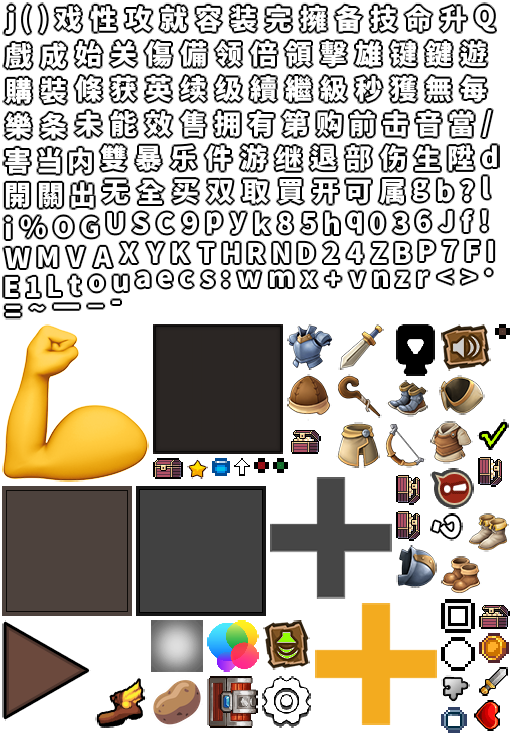 j()戏性攻就容装完擁备技命升Q
戲成始关傷備领倍領擊雄键鍵遊
購裝條获英续级續繼級秒獲無每
樂条未能效售拥有第购前击音當/
害当内雙暴乐件游继退部伤生陞d
開關出无全买双取買开可属gb?l
i%OGUSC9pyk85hq036Jf!
WMVAXYKTHRND24ZBP7FI
E1Ltouaecs:wmx+vnzr<>·
=~—–-